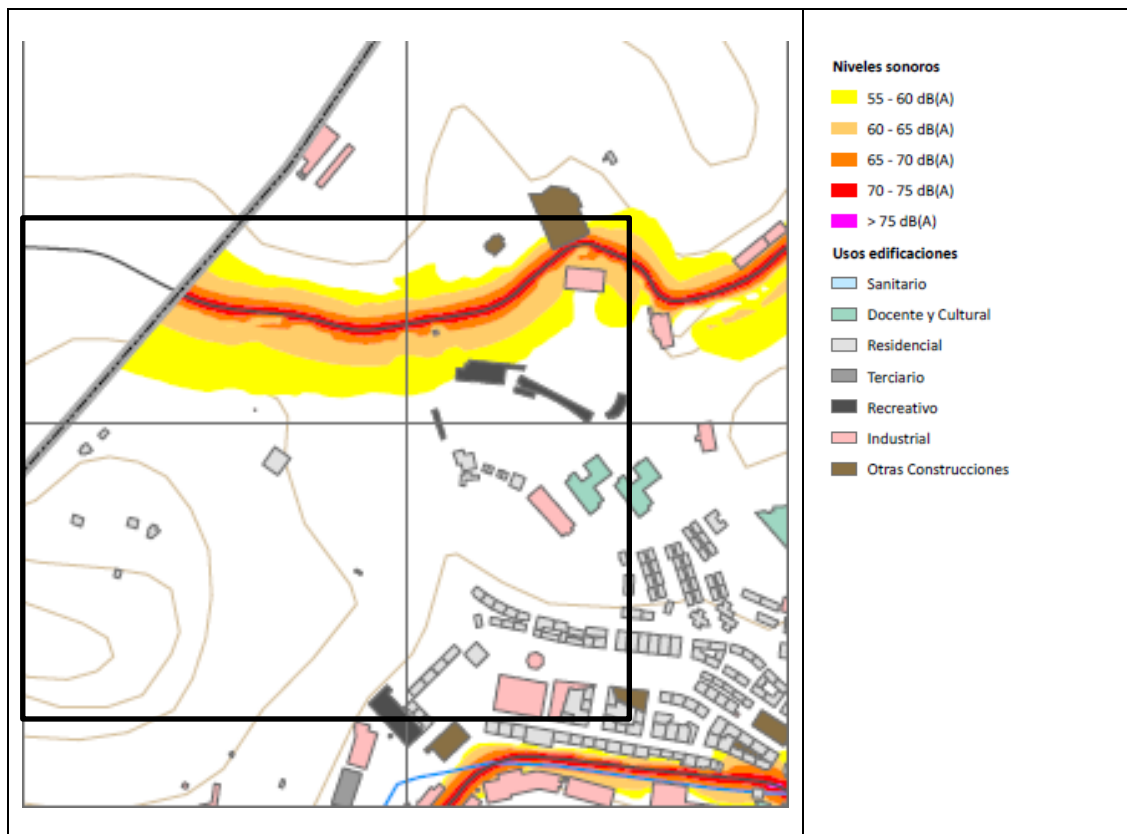 Niveles sonoros
55 - 60 dB(A)
60 - 65 dB(A)
65 - 70 dB(A)
70 - 75 dB(A)
> 75 dB(A)
Usos edificaciones
Sanitario
Docente y Cultural
Residencial
Terciario
Recreativo
Industrial
Otras Construcciones